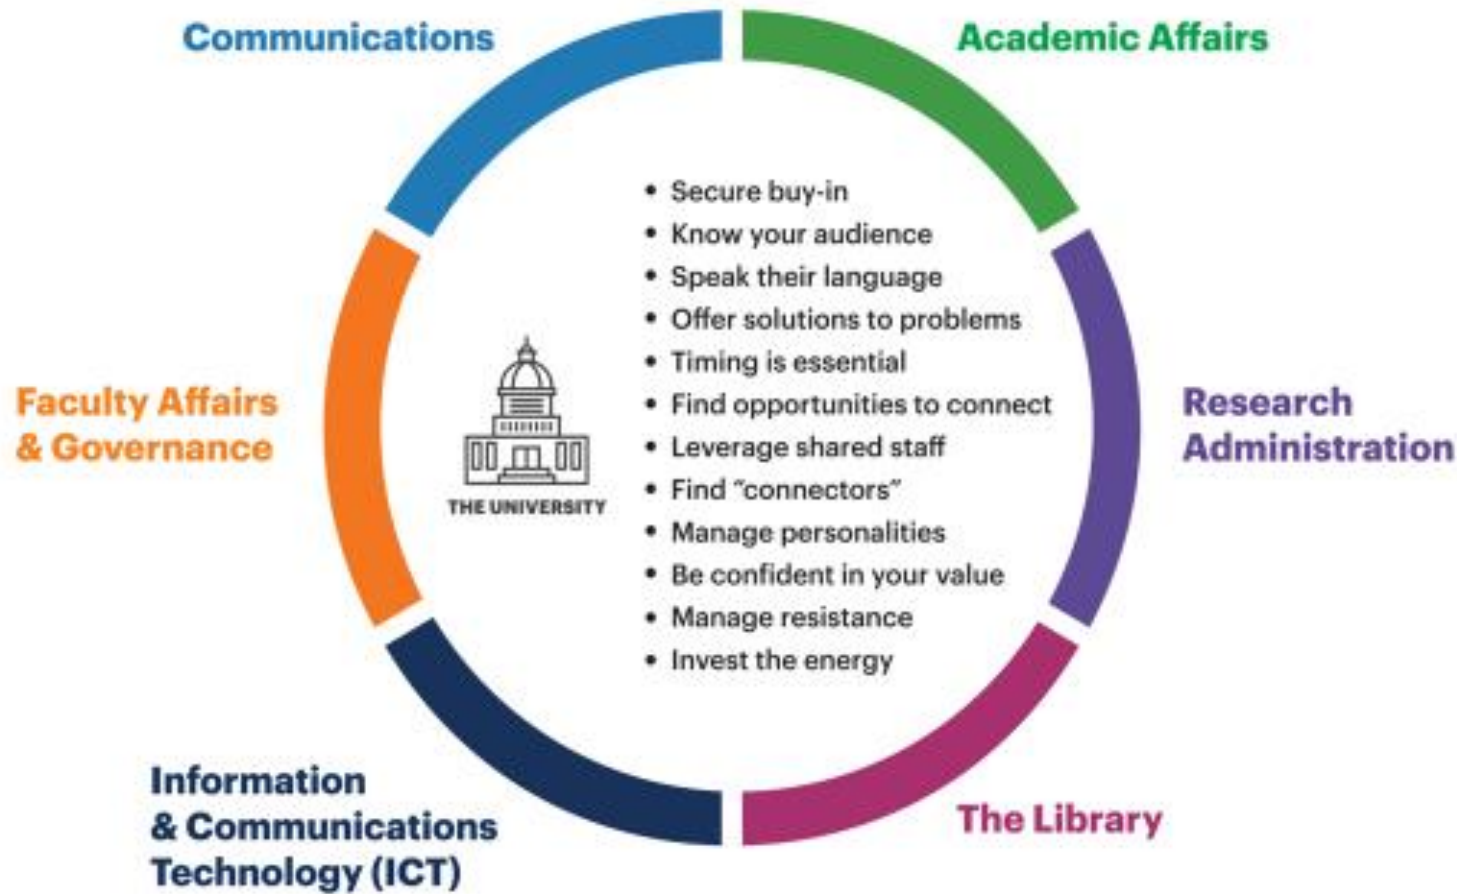 Communications
Academic Affairs
• Secure buy-in
• Know your audience
• Speak their language
• Offer solutions to problems
• Timing is essential
• Find opportunities to connect
• Leverage shared staff
• Find “connectors”
• Manage personalities
• Be confident in your value
• Manage resistance
• Invest the energy
THE UNIVERSITY
Faculty Affairs
& Governance
Research
Administration
Information
& Communications
Technology (ICT)
The Library